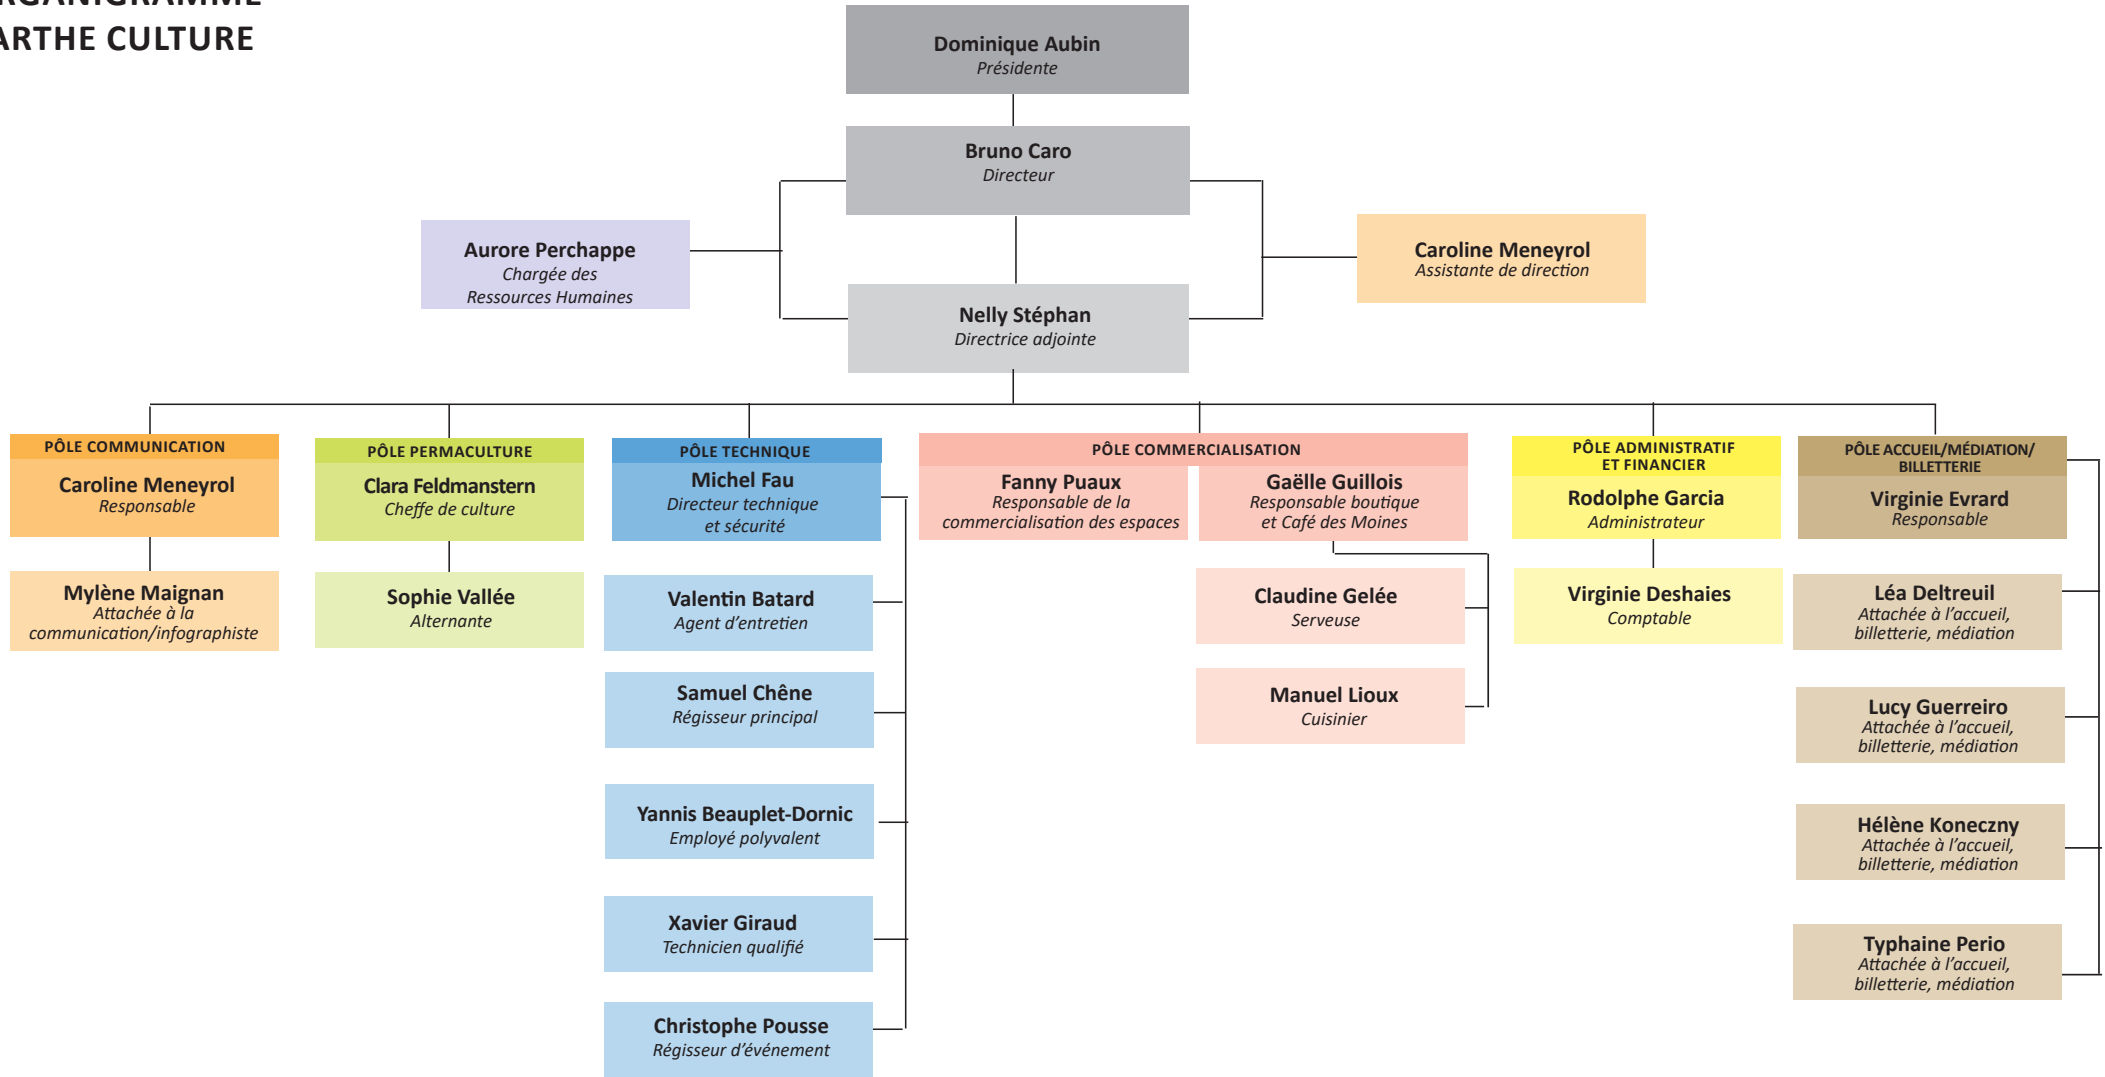 RGANIGRAMME
ARTHE CULTURE
Dominique Aubin
Présidente
Bruno Caro
Directeur
Aurore Perchappe
Chargée des
Ressources Humaines
Caroline Meneyrol
Assistante de direction
Nelly Stéphan
Directrice adjointe
PÔLE COMMUNICATION
Caroline Meneyrol
Responsable
Mylène Maignan
Attachée à la
communication/infographiste
PÔLE PERMACULTURE
Clara Feldmanstern
Cheffe de culture
Sophie Vallée
Alternante
PÔLE TECHNIQUE
Michel Fau
Directeur technique
et sécurité
Valentin Batard
Agent d'entretien
Samuel Chêne
Régisseur principal
Yannis Beauplet-Dornic
Employé polyvalent
Xavier Giraud
Technicien qualifié
Christophe Pousse
Régisseur d'événement
PÔLE COMMERCIALISATION
Fanny Puaux
Responsable de la
commercialisation des espaces
Gaëlle Guillois
Responsable boutique
et Café des Moines
Claudine Gelée
Serveuse
Manuel Lioux
Cuisinier
PÔLE ADMINISTRATIF
ET FINANCIER
Rodolphe Garcia
Administrateur
Virginie Deshaies
Comptable
PÔLE ACCUEIL/MÉDIATION/
BILLETTERIE
Virginie Evrard
Responsable
Léa Deltreuil
Attachée à l'accueil,
billetterie, médiation
Lucy Guerreiro
Attachée à l'accueil,
billetterie, médiation
Hélène Koneczny
Attachée à l'accueil,
billetterie, médiation
Typhaine Perio
Attachée à l'accueil,
billetterie, médiation